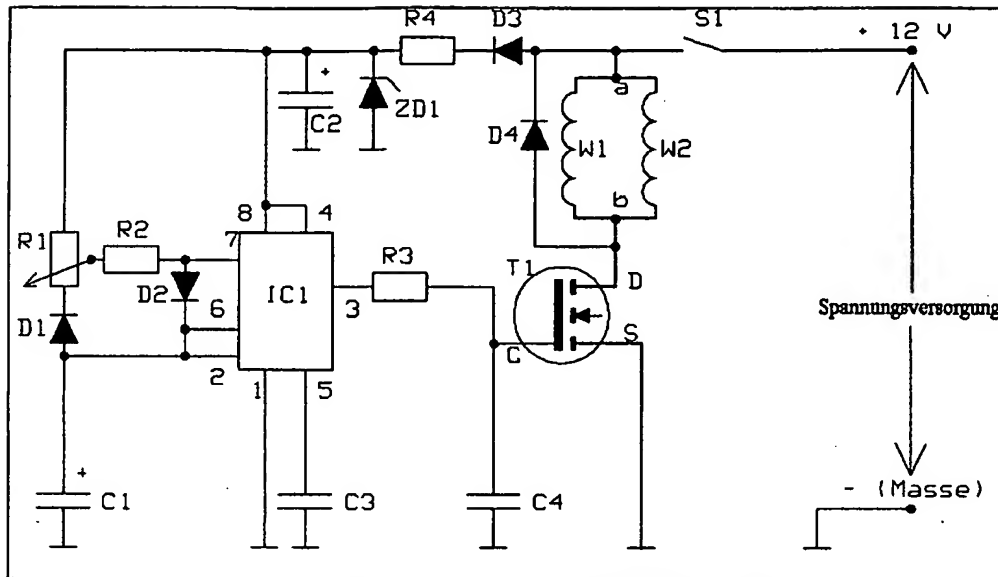 R4
D3
S1
+ 12 V
+
C2
ZD1
D4
a
W1
W2
b
8
4
R1
R2
7
R3
T1
D
D2
IC1
3
Spannungsversorgung
6
D1
S
C
2
1
5
+
C1
C3
C4
- (Masse)